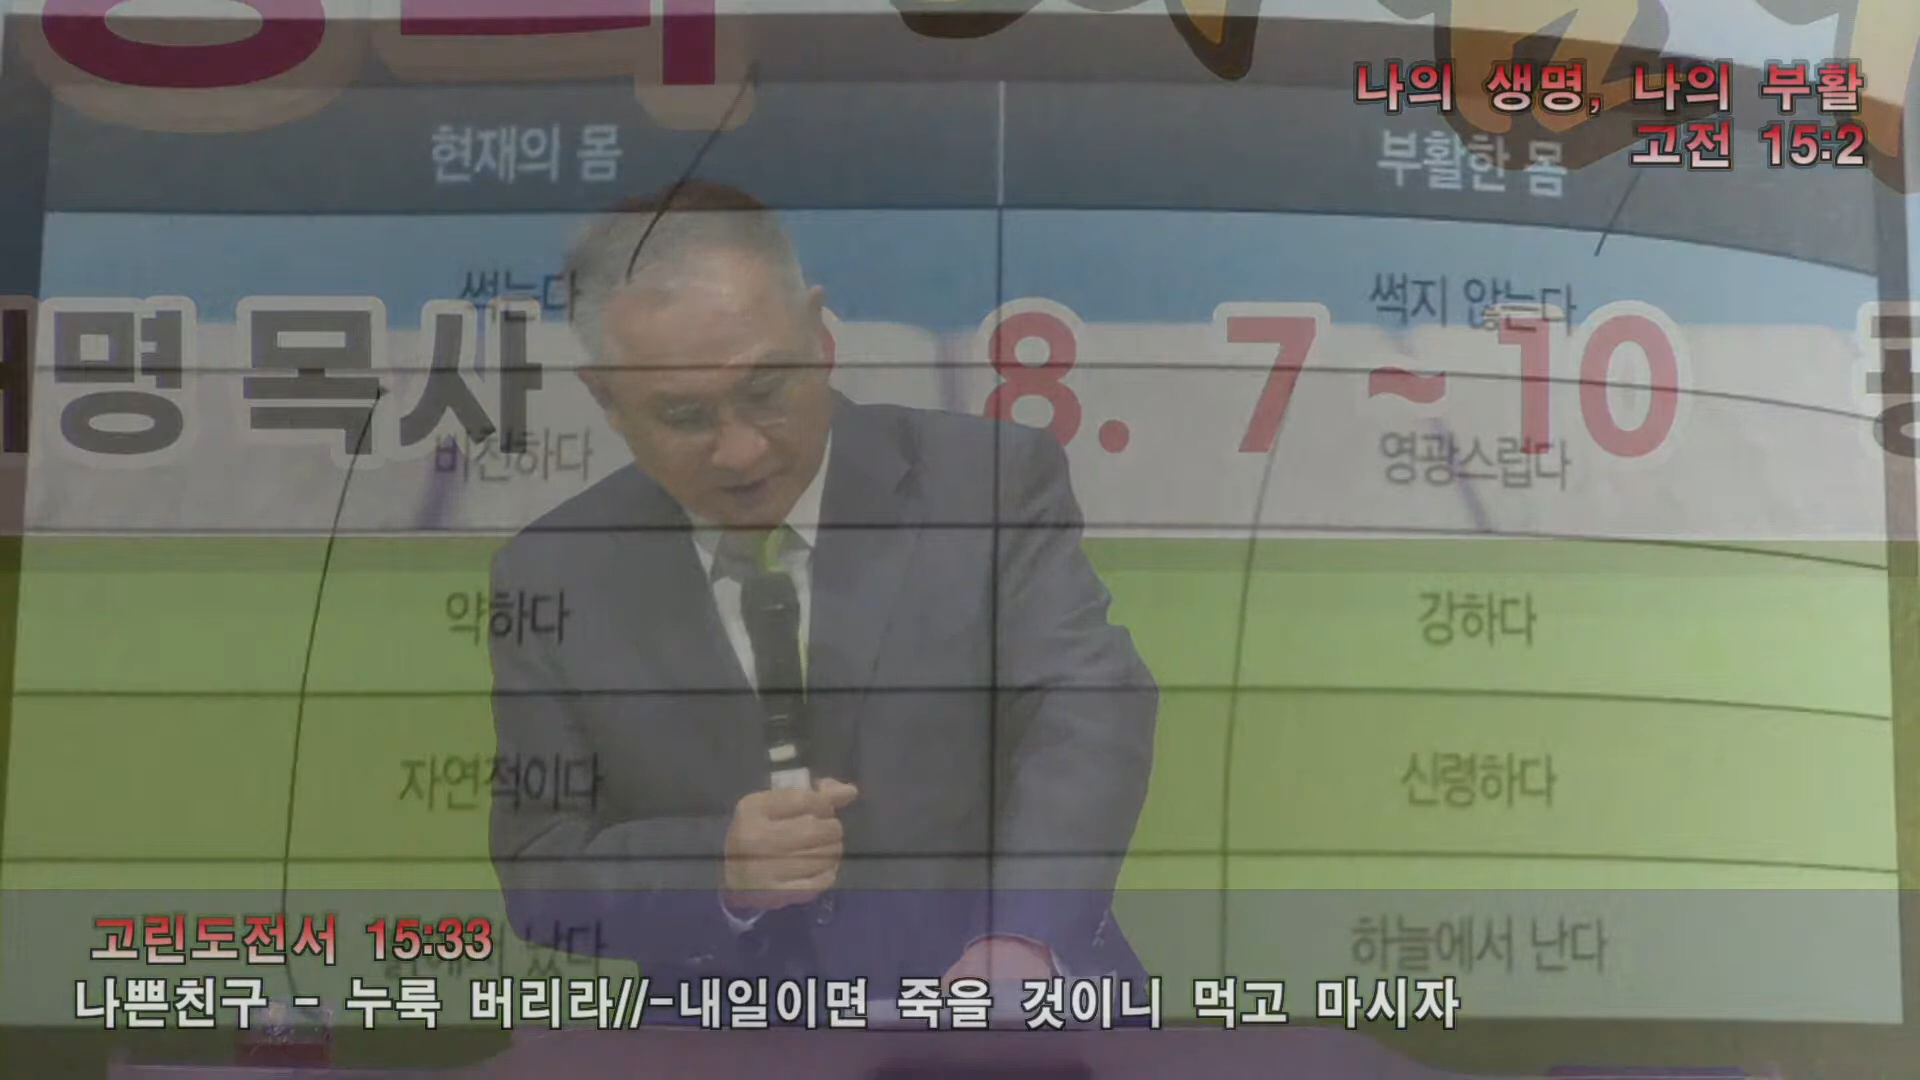 나의 생명, 나의 부활
고전 15:2
현재의 몸
부활한 몸
썩는다
썩지 않는다
명 목사
8. 7~10
비천하다
영광스럽다
약하다
강하다
자연적이다
신령하다
났다
하늘에서 난다
고린도전서 15:33
나쁜친구 - 누룩 버리라//-내일이면 죽을 것이니 먹고 마시자